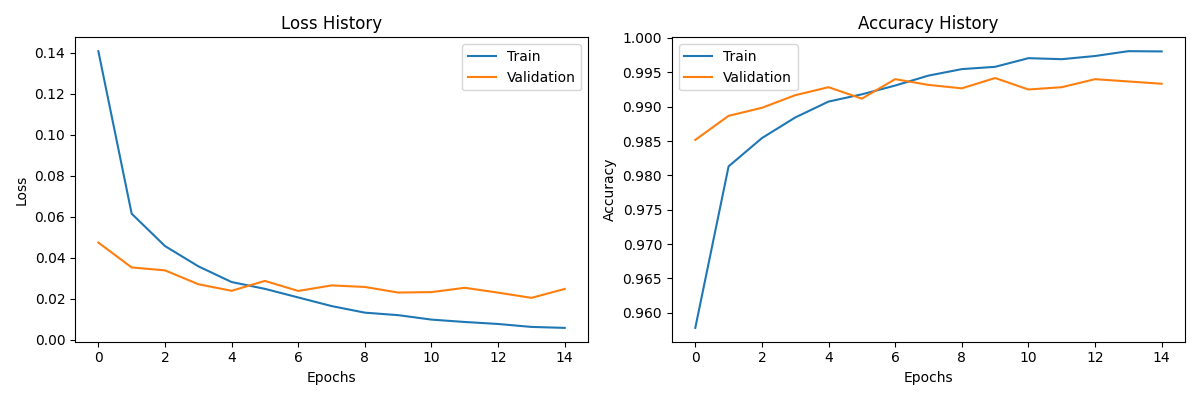 Loss History
Train
Validation
0.14
0.12
0.10
0.08
0.06
0.04
0.02
0.00
Loss
0 2 4 6 8 10 12 14
Epochs
Accuracy History
Train
Validation
1.000
0.995
0.990
0.985
0.980
0.975
0.970
0.965
0.960
Accuracy
0 2 4 6 8 10 12 14
Epochs